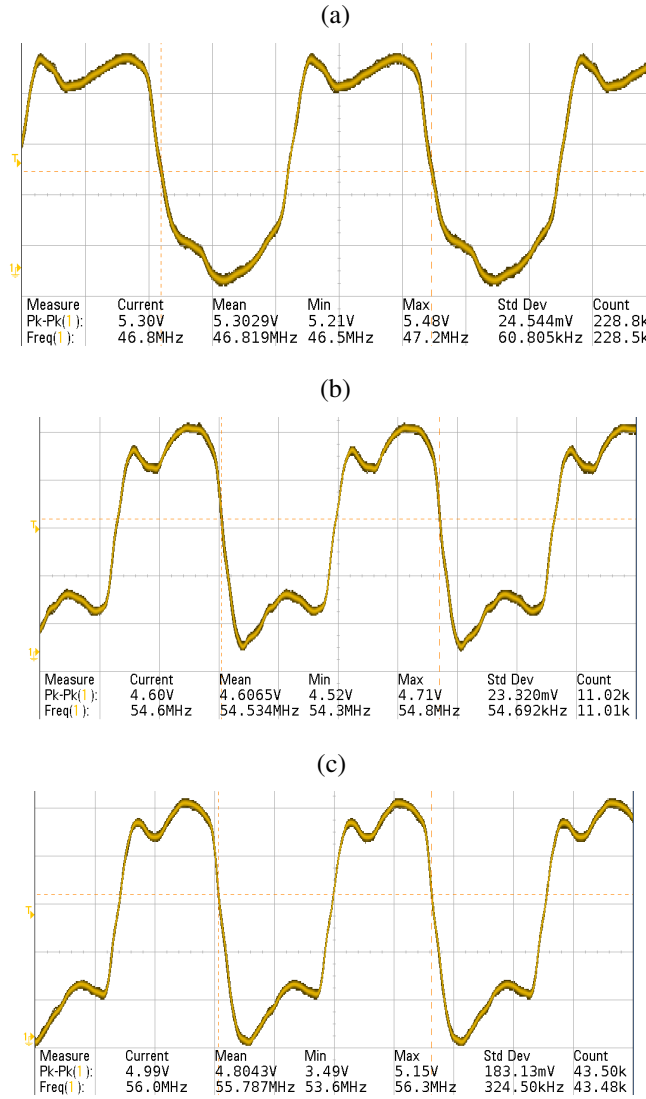 (a)
T
1
Measure Current Mean Min Max Std Dev Count
Pk-Pk(1): 5.30V 5.3029V 5.21V 5.48V 24.544mV 228.8k
Freq(1): 46.8MHz 46.819MHz 46.5MHz 47.2MHz 60.805kHz 228.5k
(b)
T
1
Measure Current Mean Min Max Std Dev Count
Pk-Pk(1): 4.60V 4.6065V 4.52V 4.71V 23.320mV 11.02k
Freq(1): 54.6MHz 54.534MHz 54.3MHz 54.8MHz 54.692kHz 11.01k
(c)
T
1
Measure Current Mean Min Max Std Dev Count
Pk-Pk(1): 4.99V 4.8043V 3.49V 5.15V 183.13mV 43.50k
Freq(1): 56.0MHz 55.787MHz 53.6MHz 56.3MHz 324.50kHz 43.48k